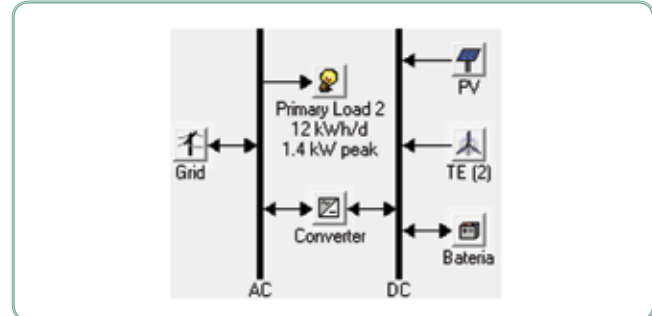 PV
Primary Load 2
12 kWh/d
1.4 kW peak
Grid
TE (2)
Converter
Bateria
AC
DC